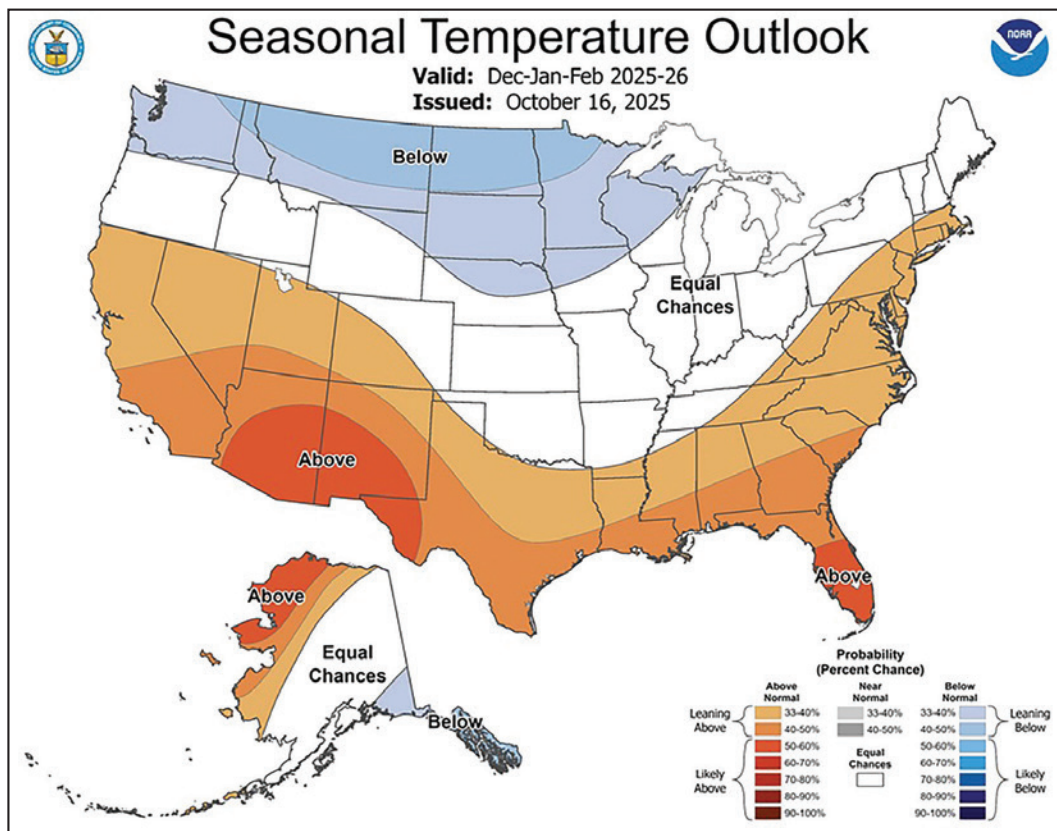 Seasonal Temperature Outlook
Valid: Dec-Jan-Feb 2025-26
Issued: October 16, 2025
NOAA
Below
Equal
Chances
Above
Above
Above
Equal
Chances
Below
Probability
(Percent Chance)
Above
Normal
Near
Normal
Below
Normal
Leaning
Above
33-40%
40-50%
33-40%
40-50%
33-40%
40-50%
Leaning
Below
Likely
Above
50-60%
60-70%
70-80%
80-90%
90-100%
Equal
Chances
50-60%
60-70%
70-80%
80-90%
90-100%
Likely
Below